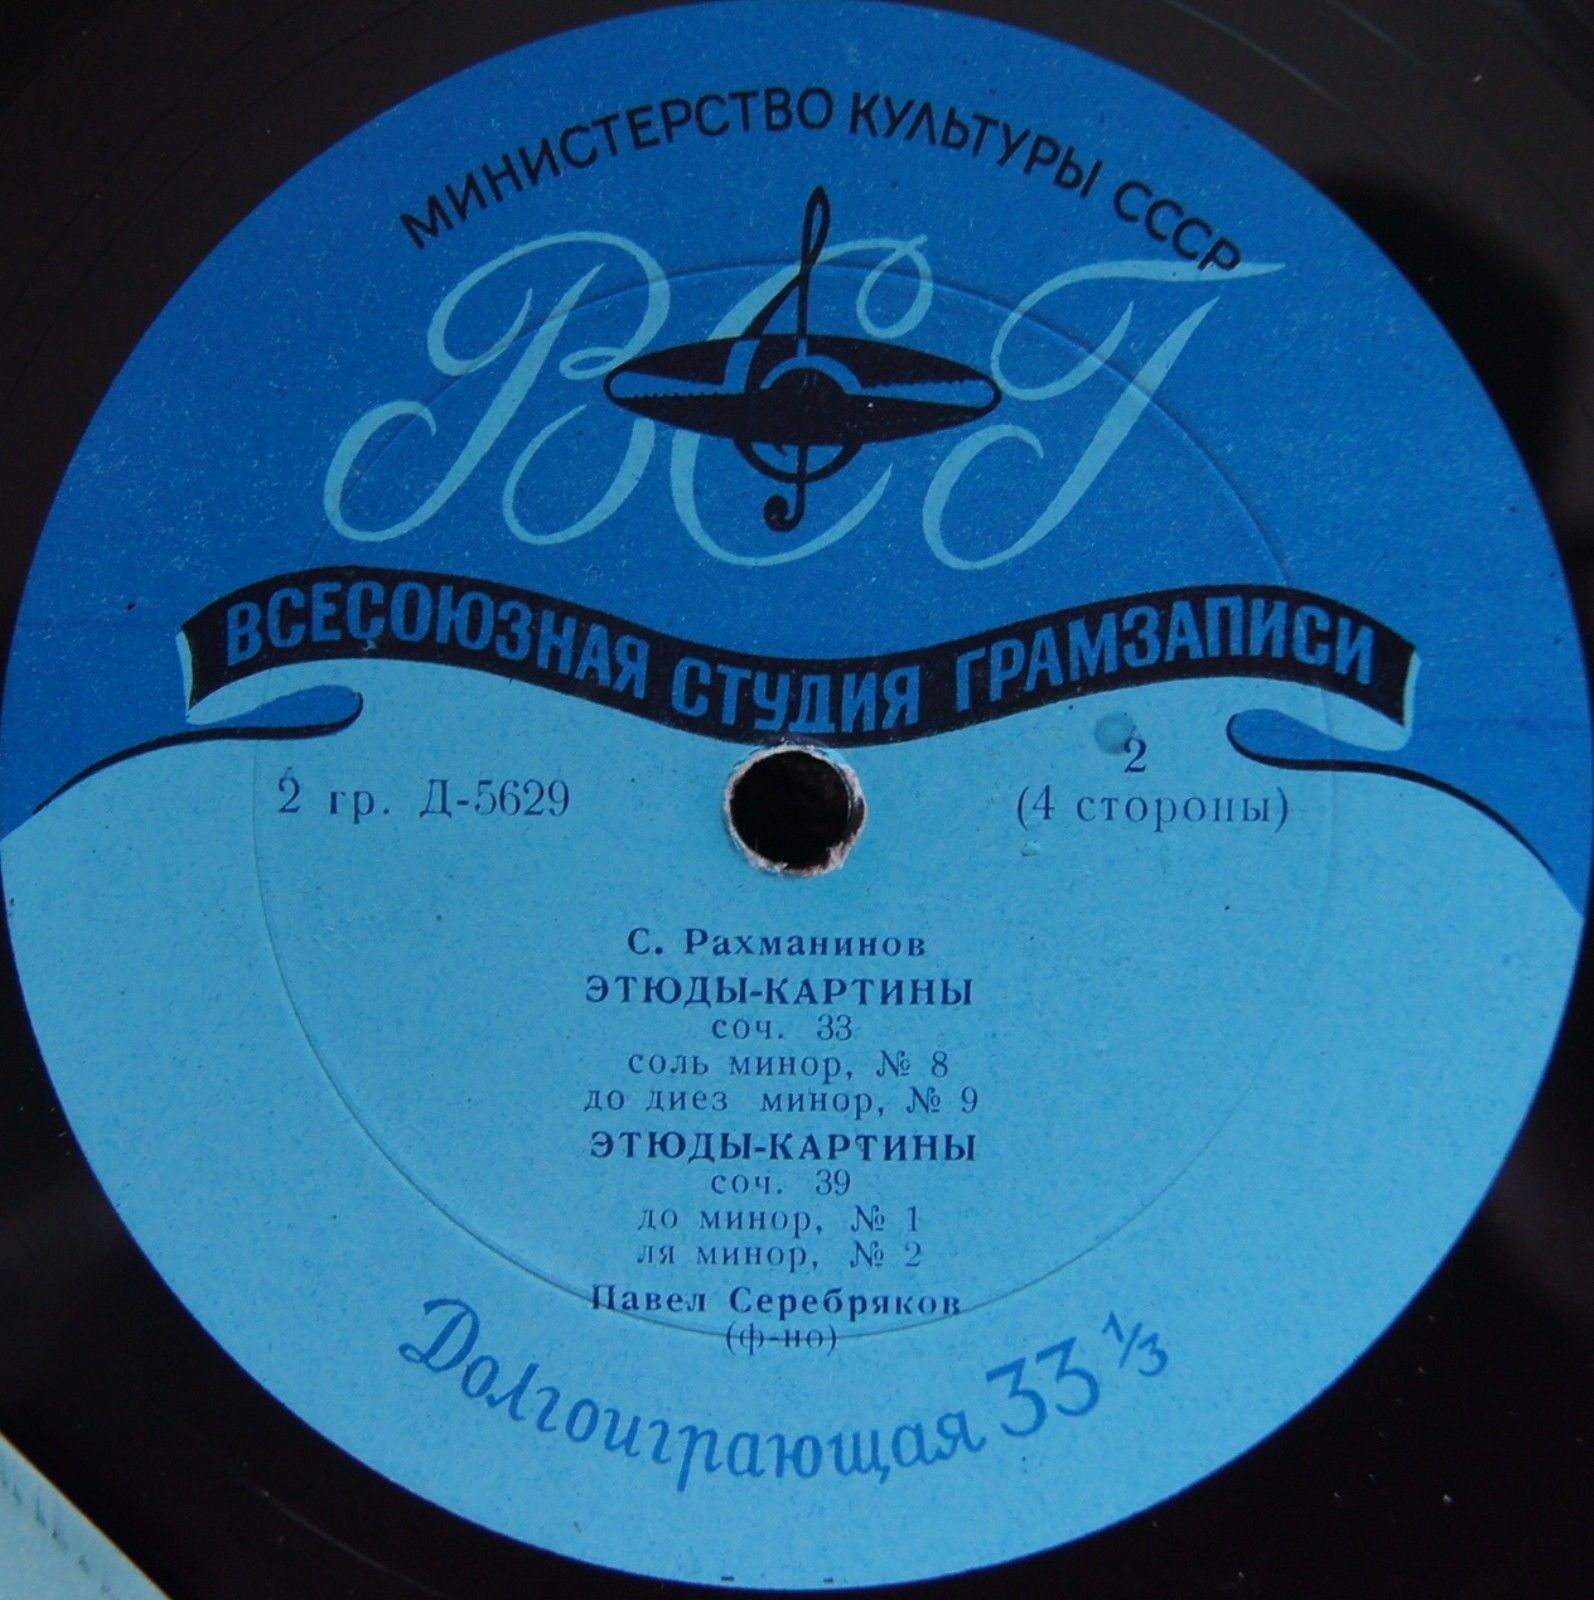 МИНИСТЕРСТВО КУЛЬТУРЫ СССР
ВСГ
ВСЕСОЮЗНАЯ СТУДИЯ ГРАМЗАПИСИ
2 гр. Д-5629
2
(4 стороны)
С. Рахманинов
ЭТЮДЫ-КАРТИНЫ
соч. 33
соль минор, № 8
до диез минор, № 9
ЭТЮДЫ-КАРТИНЫ
соч. 39
до минор, № 1
ля минор, № 2
Павел Серебряков
(ф-но)
Долгоиграющая 33 1/3